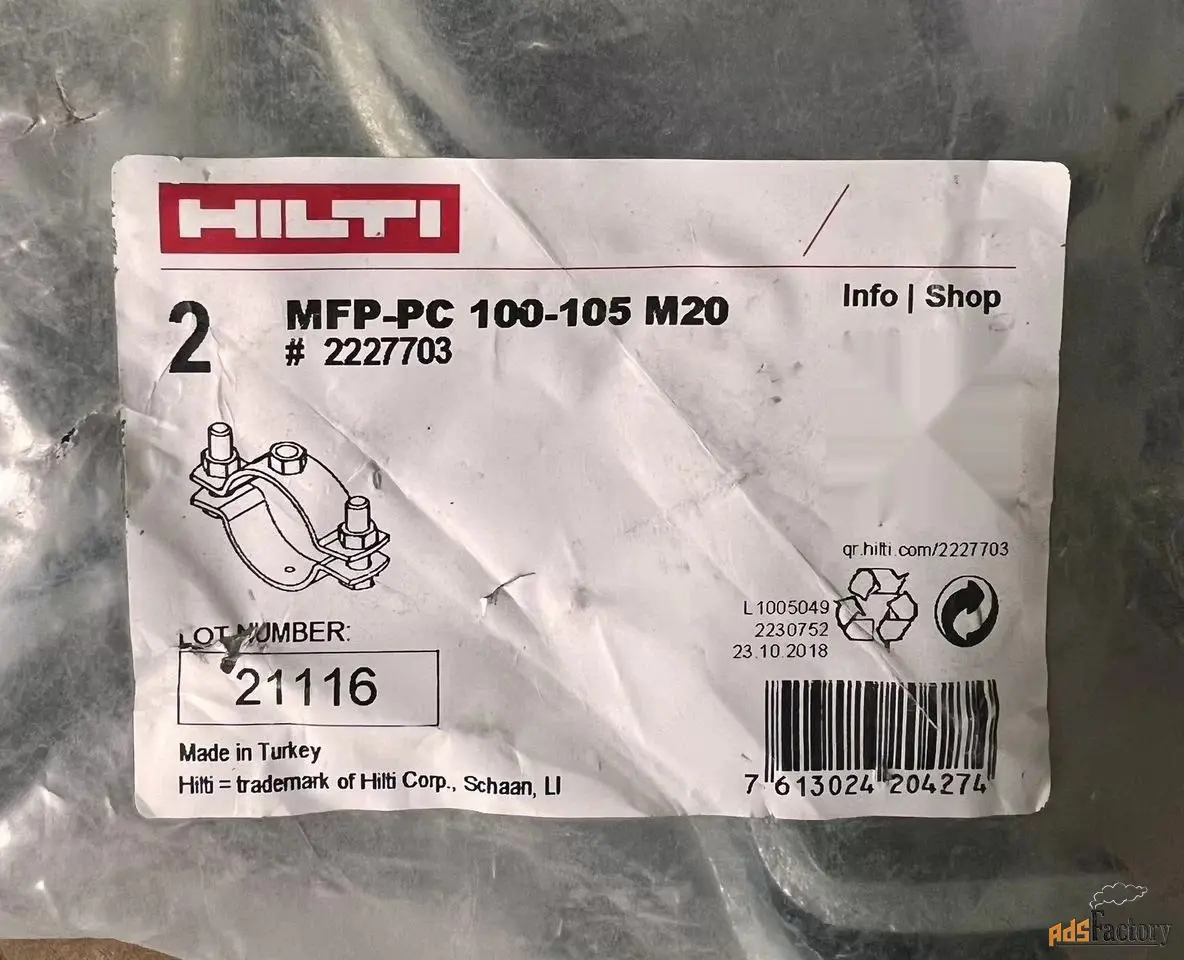 HILTI
2
MFP-PC 100-105 M20
# 2227703
Info | Shop
qr.hilti.com/2227703
L1005049
2230752
23.10.2018
LOT NUMBER:
21116
Made in Turkey
Hilti = trademark of Hilti Corp., Schaan, LI
7 613024 204274
AdsFactory